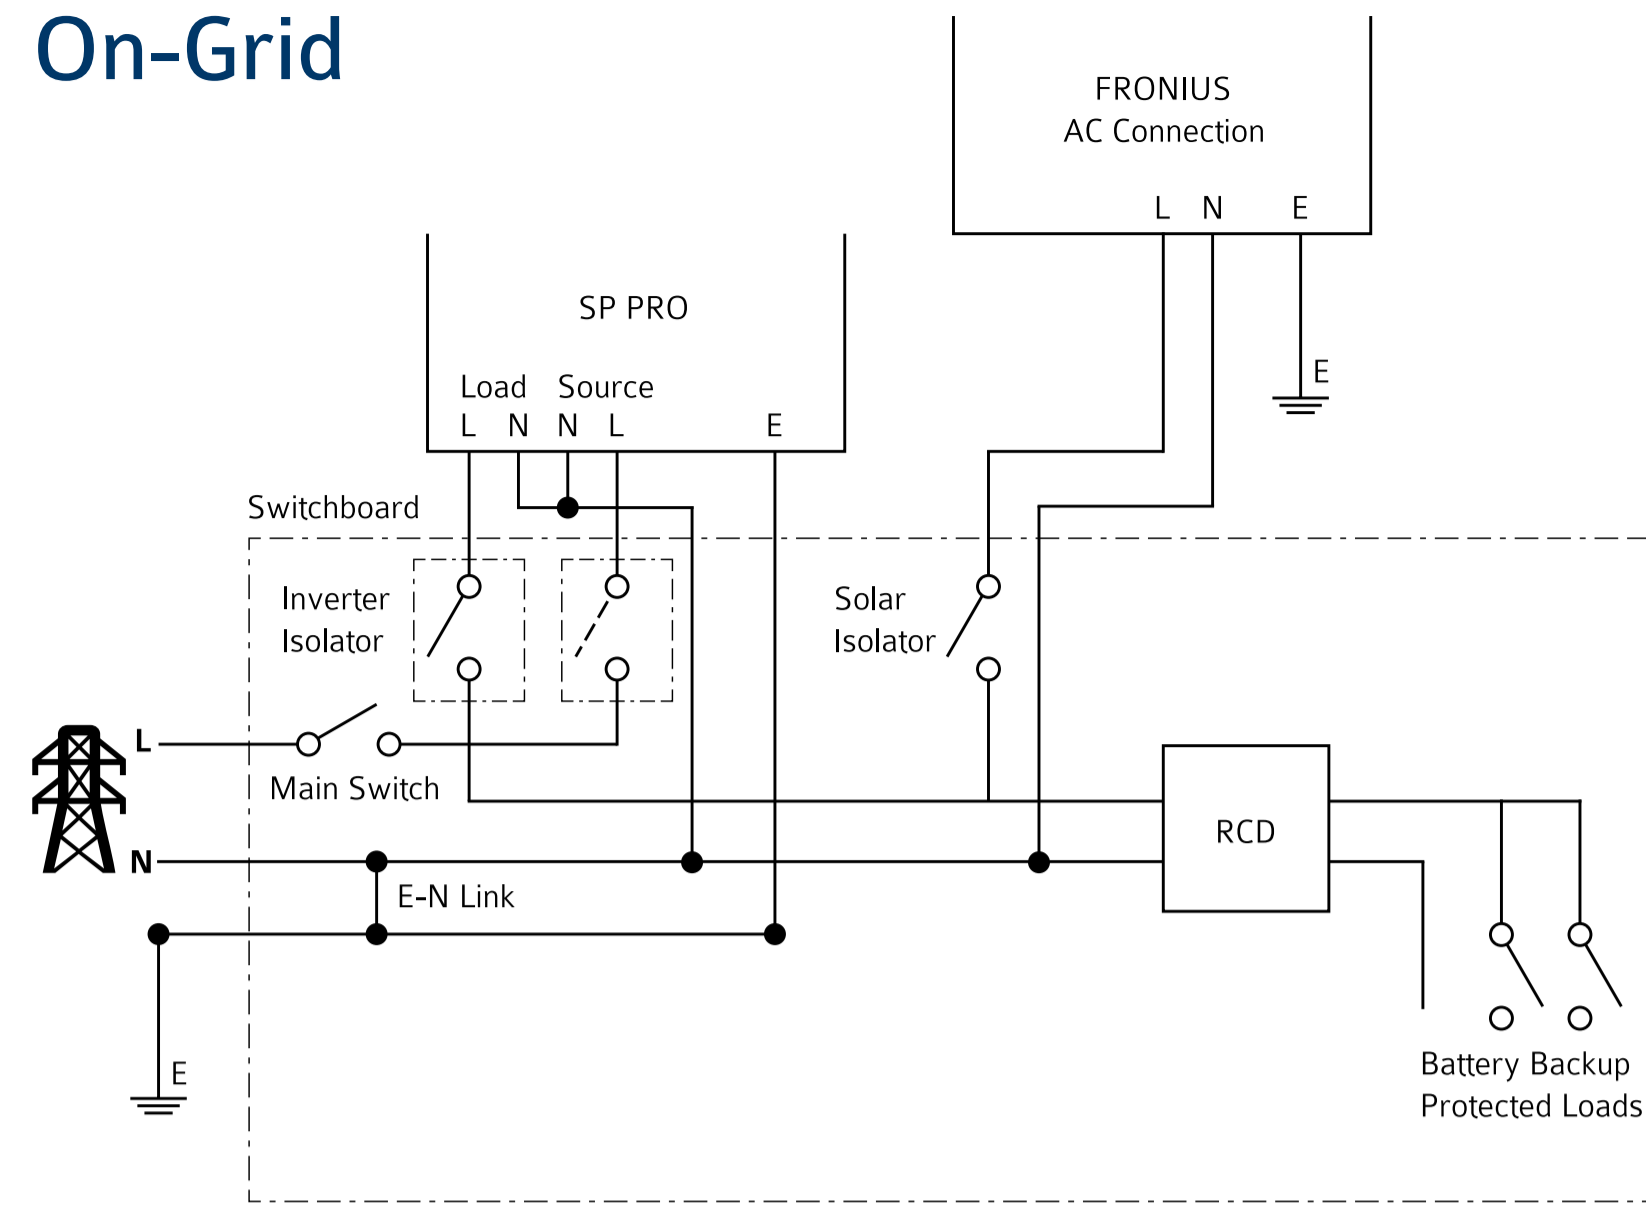 On-Grid
FRONIUS
AC Connection
L N E
SP PRO
E
Load Source
L N N L E
Switchboard
Inverter
Isolator
Solar
Isolator
L
Main Switch
RCD
N
E-N Link
E
Battery Backup
Protected Loads